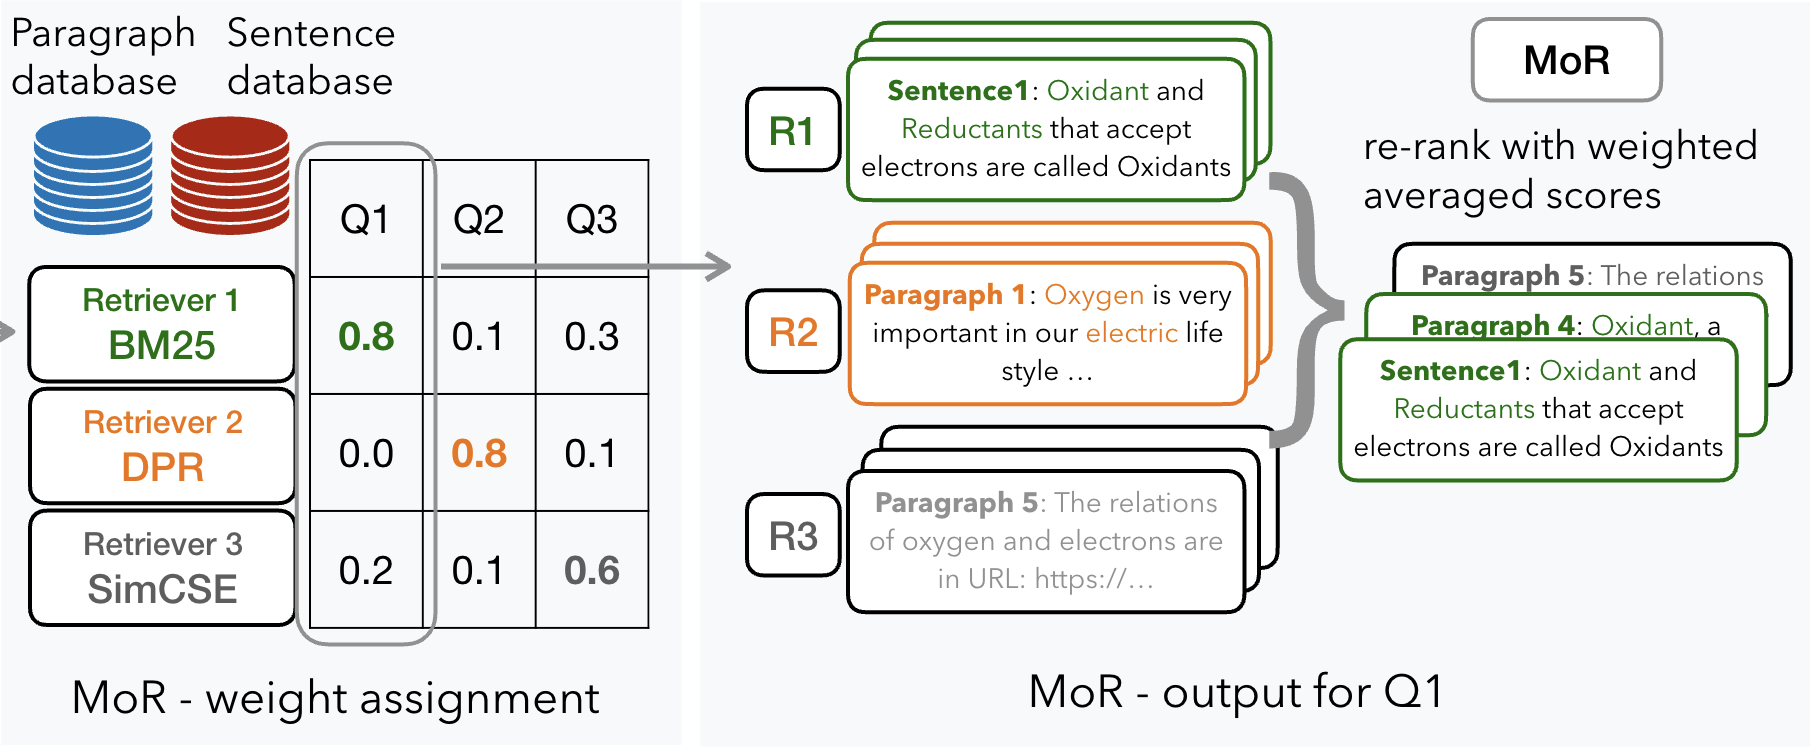 Paragraph
database
Sentence
database
Q1 Q2 Q3
Retriever 1
BM25
0.8 0.1 0.3
Retriever 2
DPR
0.0 0.8 0.1
Retriever 3
SimCSE
0.2 0.1 0.6
MoR - weight assignment
R1
Sentence1: Oxidant and
Reductants that accept
electrons are called Oxidants
R2
Paragraph 1: Oxygen is very
important in our electric life
style ...
R3
Paragraph 5: The relations
of oxygen and electrons are
in URL: https://...
MoR
re-rank with weighted
averaged scores
Paragraph 5: The relations
Paragraph 4: Oxidant, a
Sentence1: Oxidant and
Reductants that accept
electrons are called Oxidants
MoR - output for Q1